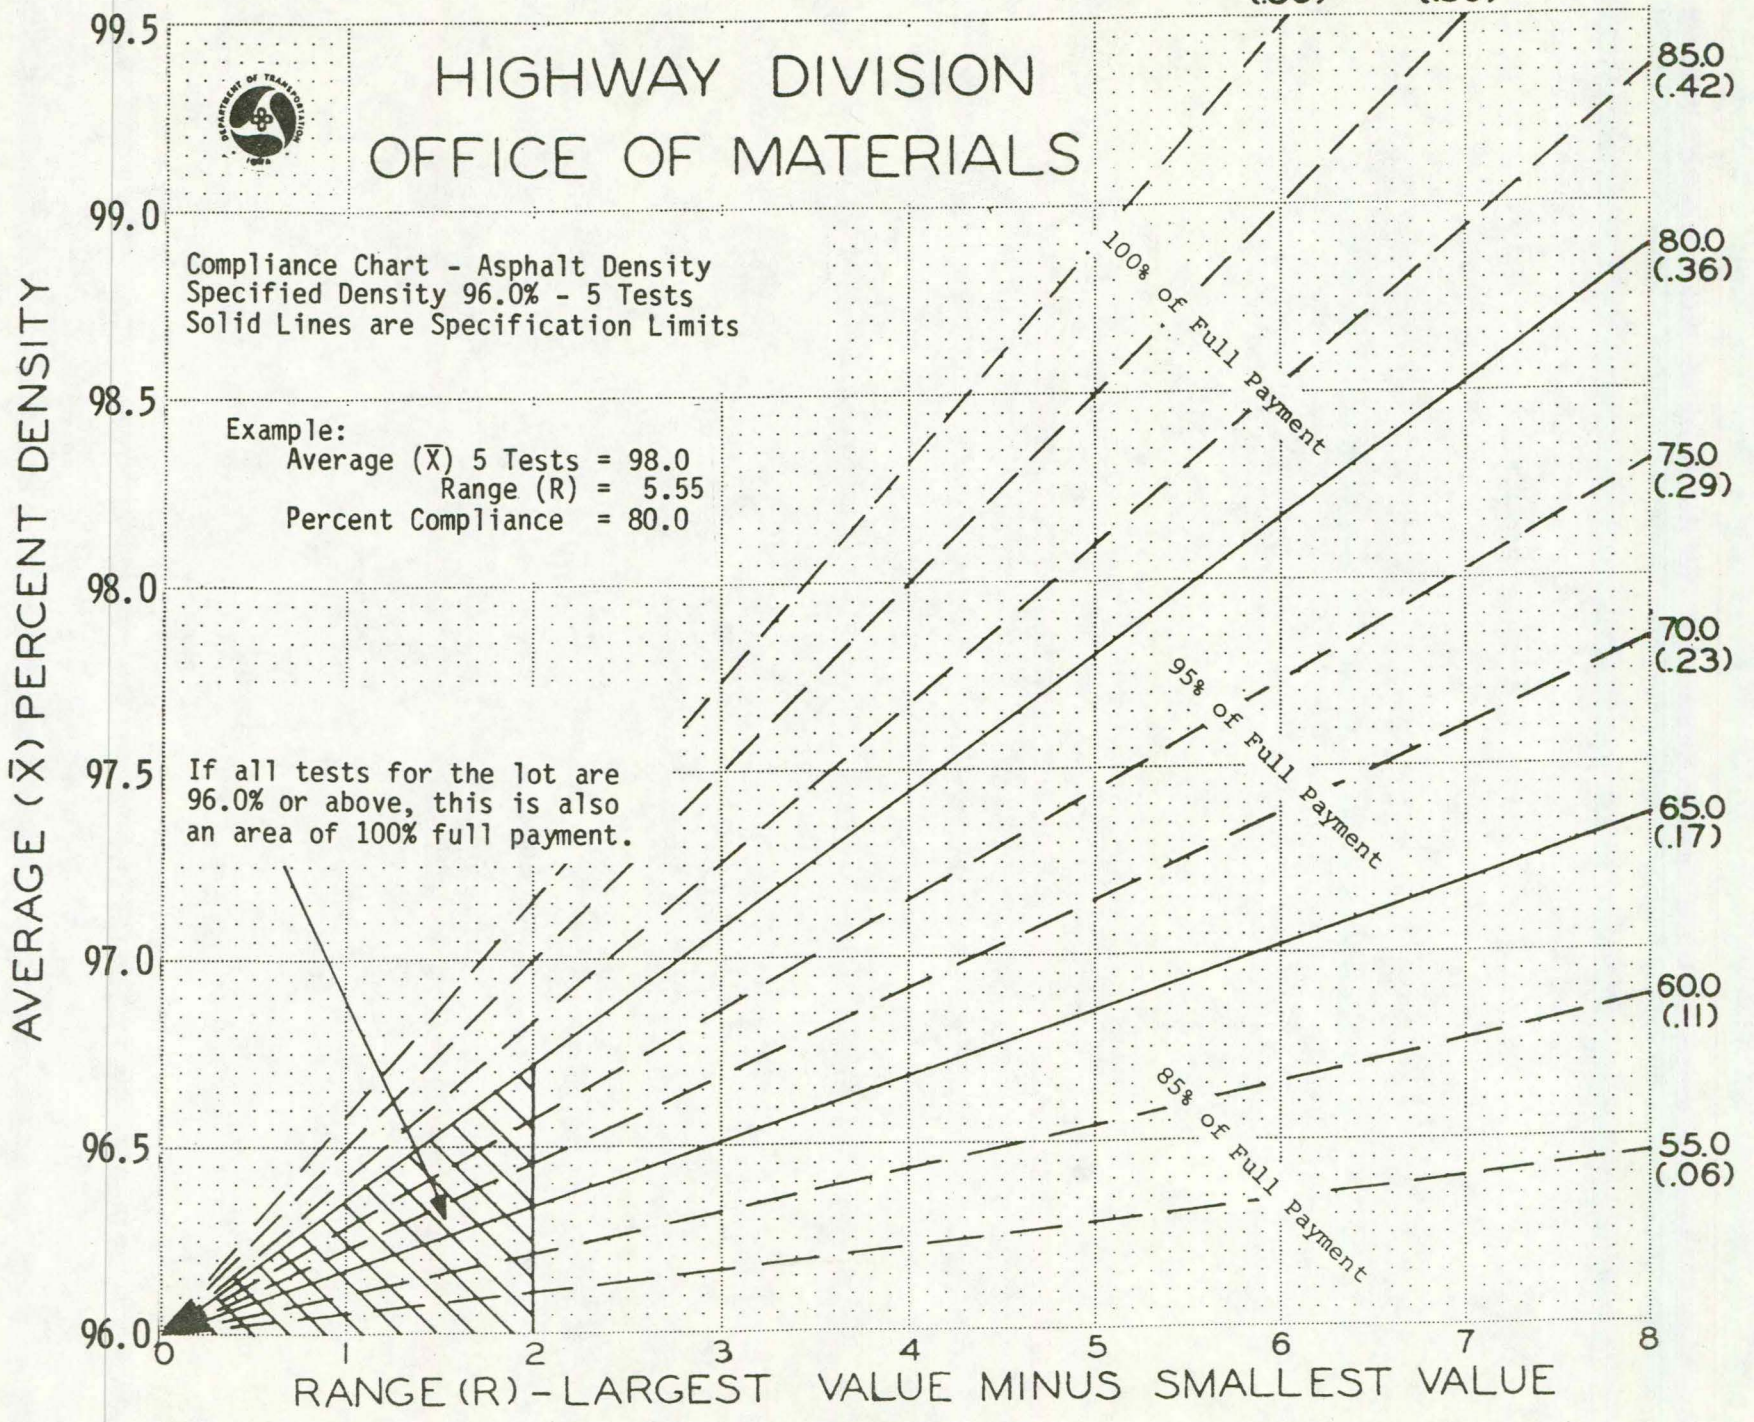 99.5
HIGHWAY DIVISION
OFFICE OF MATERIALS
DEPARTMENT OF TRANSPORTATION
IOWA
85.0
(.42)
99.0
80.0
(.36)
Compliance Chart - Asphalt Density
Specified Density 96.0% - 5 Tests
Solid Lines are Specification Limits
100% of Full Payment
98.5
Example:
Average (X̅) 5 Tests = 98.0
Range (R) = 5.55
Percent Compliance = 80.0
75.0
(.29)
98.0
70.0
(.23)
95% of Full Payment
97.5
If all tests for the lot are
96.0% or above, this is also
an area of 100% full payment.
65.0
(.17)
97.0
60.0
(.11)
85% of Full Payment
96.5
55.0
(.06)
96.0
0 1 2 3 4 5 6 7 8
RANGE (R) - LARGEST VALUE MINUS SMALLEST VALUE
AVERAGE (X̅) PERCENT DENSITY